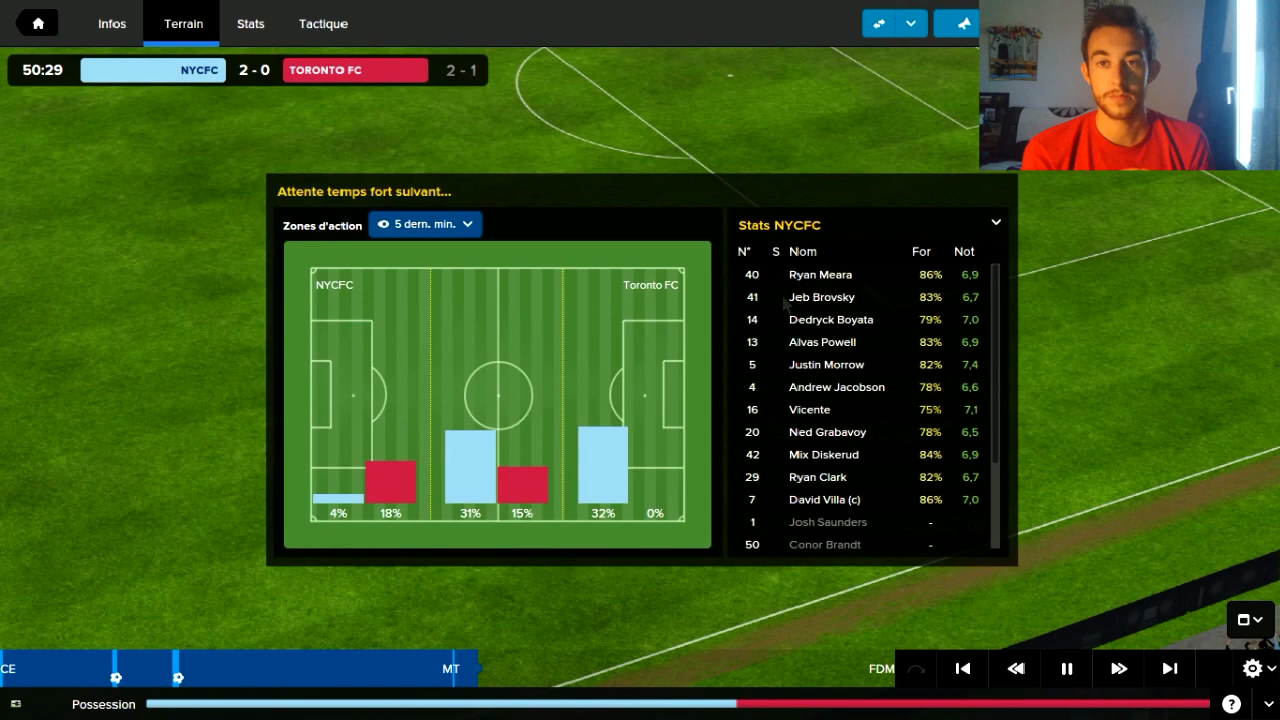 Infos Terrain Stats Tactique
50:29 NYCFC 2 - 0 TORONTO FC 2 - 1
Attente temps fort suivant...
Zones d'action 5 dern. min.
NYCFC Toronto FC
4% 18% 31% 15% 32% 0%
Stats NYCFC
N° S Nom For Not
40 Ryan Meara 86% 6,9
41 Jeb Brovsky 83% 6,7
14 Dedryck Boyata 79% 7,0
13 Alvas Powell 83% 6,9
5 Justin Morrow 82% 7,4
4 Andrew Jacobson 78% 6,6
16 Vicente 75% 7,1
20 Ned Grabavoy 78% 6,5
42 Mix Diskerud 84% 6,9
29 Ryan Clark 82% 6,7
7 David Villa (c) 86% 7,0
1 Josh Saunders -
50 Conor Brandt -
CE MT FDM
Possession ?